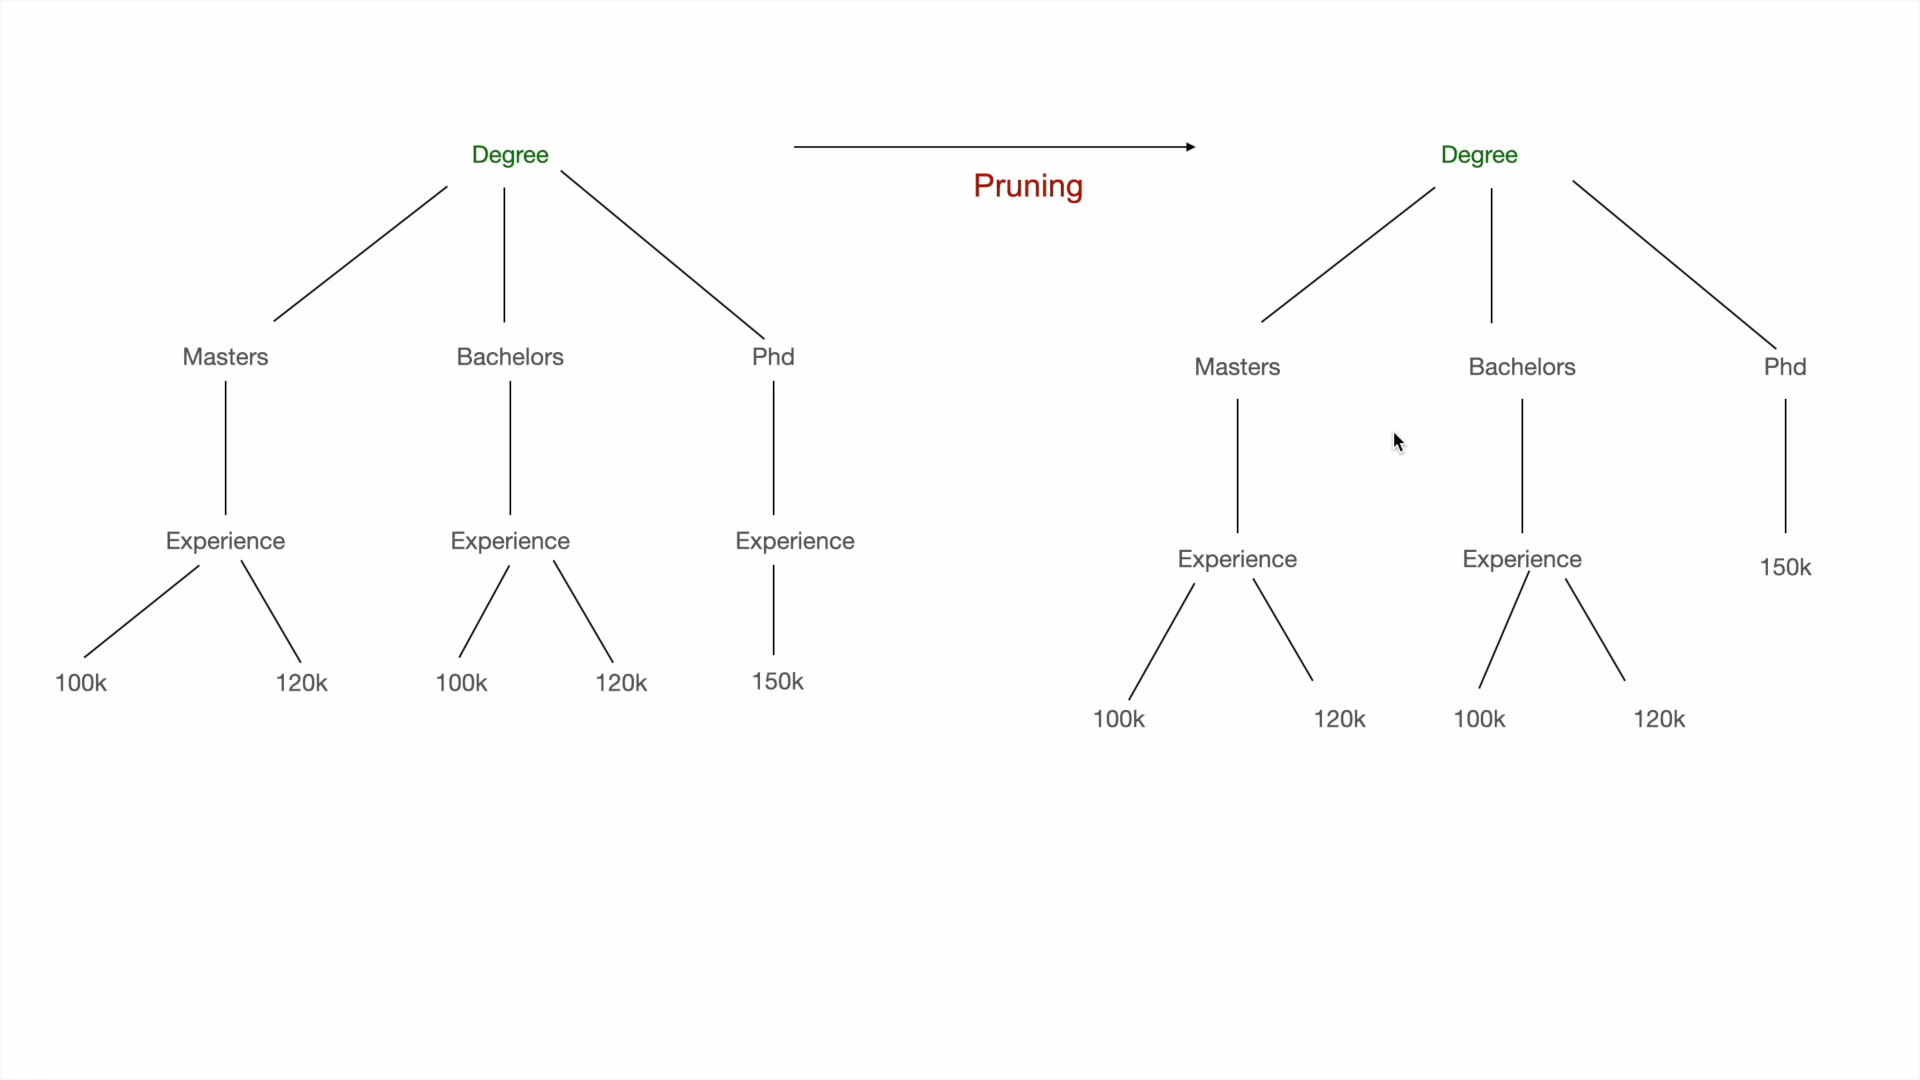 Degree
Pruning
Degree
Masters
Bachelors
Phd
Masters
Bachelors
Phd
Experience
Experience
Experience
Experience
Experience
150k
100k
120k
100k
120k
150k
100k
120k
100k
120k